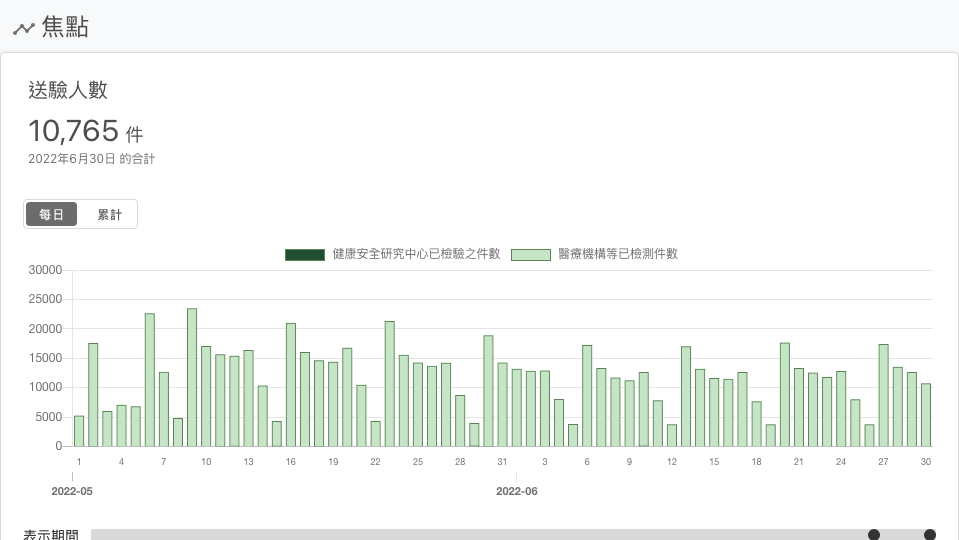 焦點
送驗人數
10,765 件
2022年6月30日 的合計
每日 累計
健康安全研究中心已檢驗之件數 醫療機構等已檢測件數
30000
25000
20000
15000
10000
5000
0
1 4 7 10 13 16 19 22 25 28 31 3 6 9 12 15 18 21 24 27 30
2022-05 2022-06
表示期間